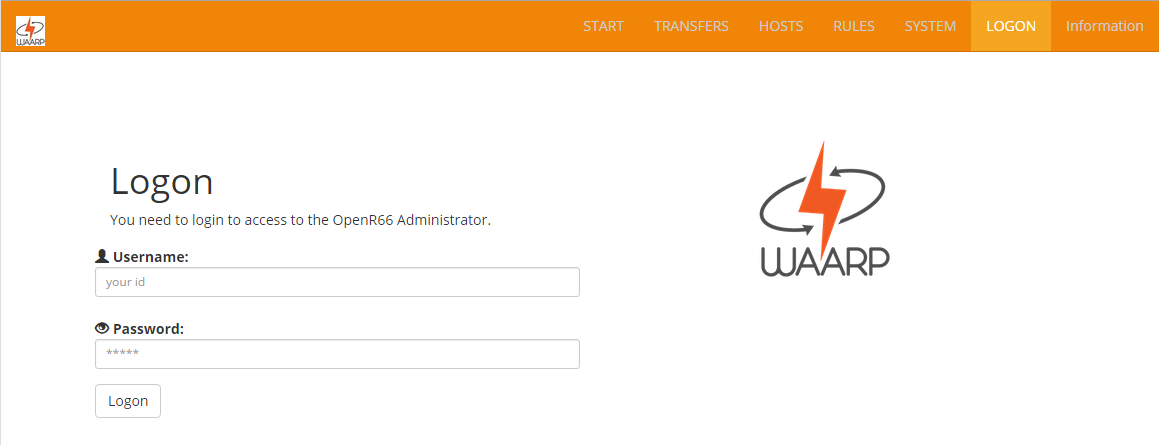 WAARP
START TRANSFERS HOSTS RULES SYSTEM LOGON Information
Logon
You need to login to access to the OpenR66 Administrator.
Username:
your id
Password:
*****
Logon
WAARP